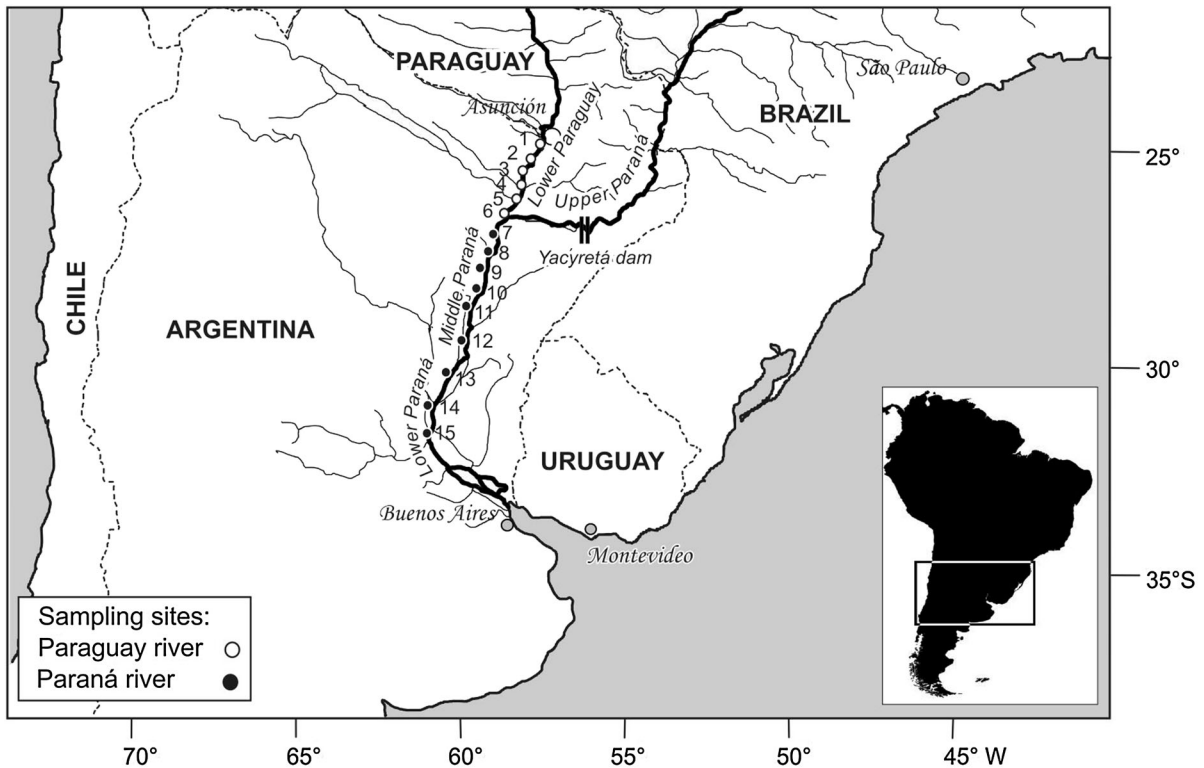 PARAGUAY
São Paulo
Asunción
BRAZIL
1
2
3
4
5
6
Lower Paraguay
Upper Paraná
25°
7
8
9
10
11
12
13
14
15
Yacyretá dam
Middle Paraná
CHILE
ARGENTINA
30°
Lower Paraná
URUGUAY
Buenos Aires
Montevideo
35°S
Sampling sites:
Paraguay river
Paraná river
70°
65°
60°
55°
50°
45° W